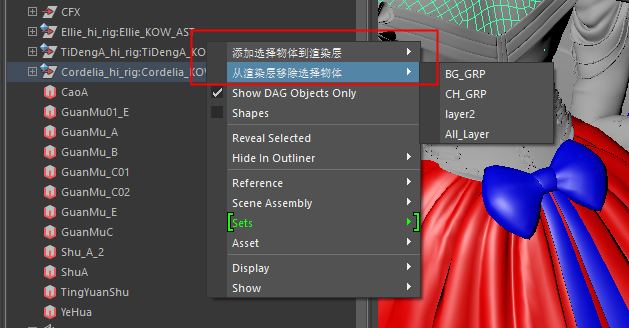 CFX
Ellie_hi_rig:Ellie_KOW_AST
TiDengA_hi_rig:TiDengA_KO
Cordelia_hi_rig:Cordelia_KO
CaoA
GuanMu01_E
GuanMu_A
GuanMu_B
GuanMu_C01
GuanMu_C02
GuanMu_E
GuanMuC
Shu_A_2
ShuA
TingYuanShu
YeHua
添加选择物体到渲染层
从渲染层移除选择物体
Show DAG Objects Only
Shapes
Reveal Selected
Hide In Outliner
Reference
Scene Assembly
Sets
Asset
Display
Show
BG_GRP
CH_GRP
layer2
All_Layer